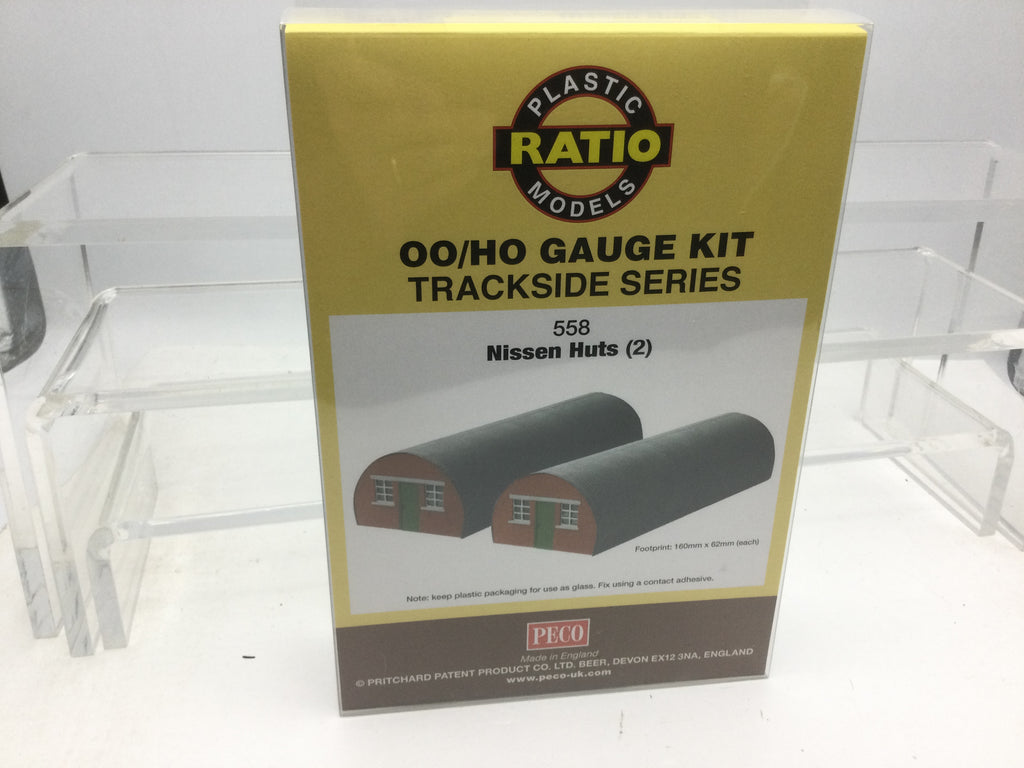 PLASTIC
RATIO
MODELS
OO/HO GAUGE KIT
TRACKSIDE SERIES
558
Nissen Huts (2)
Footprint: 160mm x 62mm (each)
Note: keep plastic packaging for use as glass. Fix using a contact adhesive.
PECO
Made in England
© PRITCHARD PATENT PRODUCT CO. LTD. BEER, DEVON EX12 3NA, ENGLAND
www.peco-uk.com